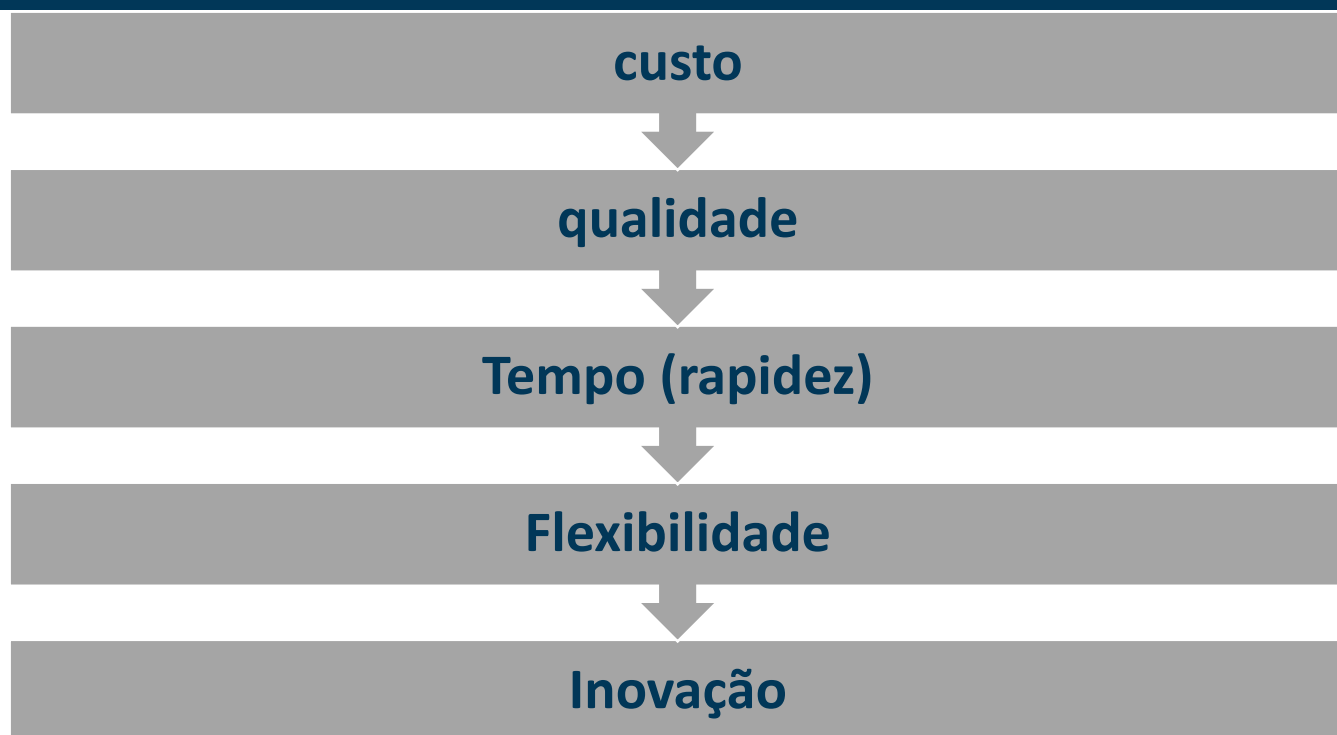 custo
qualidade
Tempo (rapidez)
Flexibilidade
Inovação